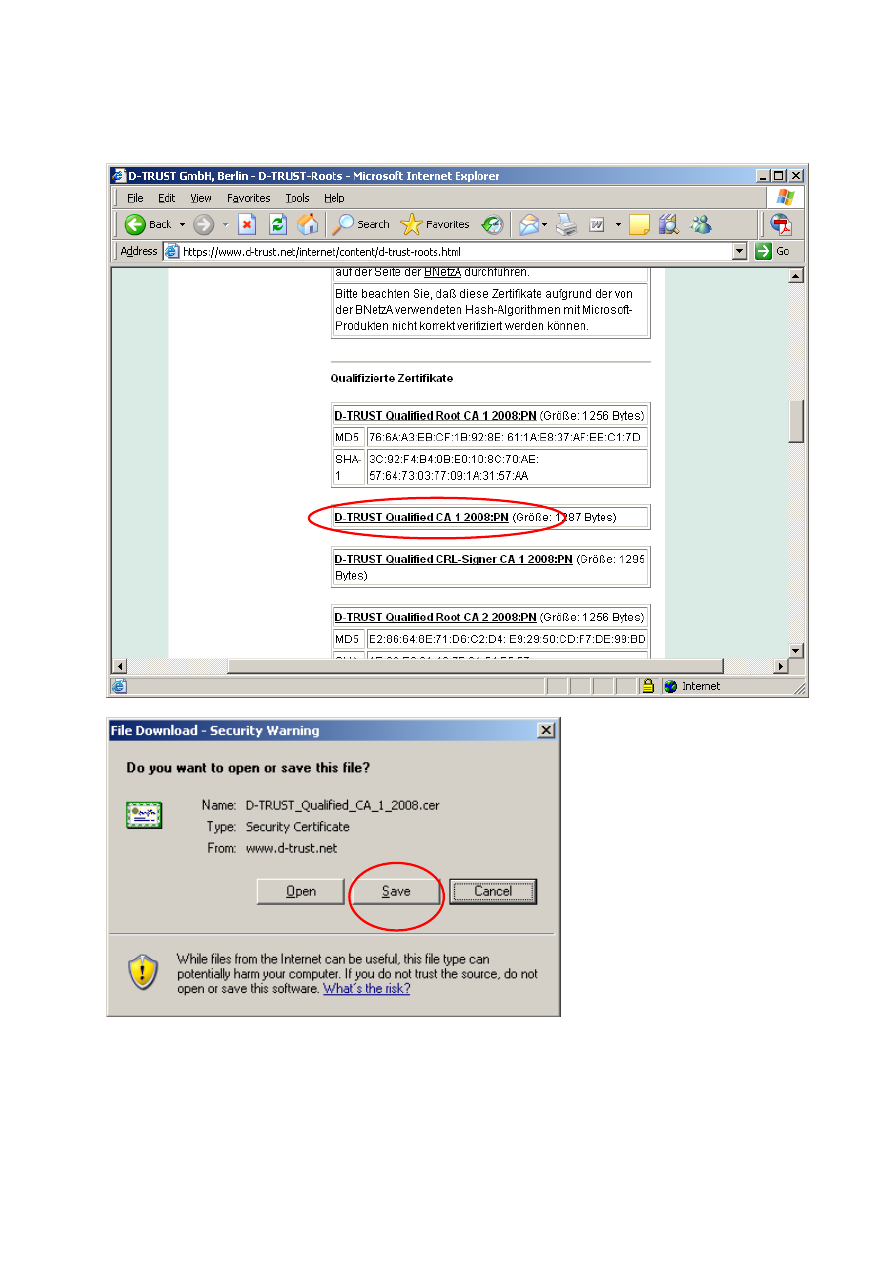 D-TRUST GmbH, Berlin - D-TRUST-Roots - Microsoft Internet Explorer
File Edit View Favorites Tools Help
Back Search Favorites
Address https://www.d-trust.net/internet/content/d-trust-roots.html Go
auf der Seite der BNetzA durchführen.
Bitte beachten Sie, daß diese Zertifikate aufgrund der von
der BNetzA verwendeten Hash-Algorithmen mit Microsoft-
Produkten nicht korrekt verifiziert werden können.
Qualifizierte Zertifikate
D-TRUST Qualified Root CA 1 2008:PN (Größe: 1256 Bytes)
MD5 76:6A:A3:EB:CF:1B:92:8E: 61:1A:E8:37:AF:EE:C1:7D
SHA-
1
3C:92:F4:B4:0B:E0:10:8C:70:AE:
57:64:73:03:77:09:1A:31:57:AA
D-TRUST Qualified CA 1 2008:PN (Größe: 1287 Bytes)
D-TRUST Qualified CRL-Signer CA 1 2008:PN (Größe: 1295
Bytes)
D-TRUST Qualified Root CA 2 2008:PN (Größe: 1256 Bytes)
MD5 E2:86:64:8E:71:D6:C2:D4: E9:29:50:CD:F7:DE:99:BD
Internet
File Download - Security Warning
Do you want to open or save this file?
Name: D-TRUST_Qualified_CA_1_2008.cer
Type: Security Certificate
From: www.d-trust.net
Open Save Cancel
While files from the Internet can be useful, this file type can
potentially harm your computer. If you do not trust the source, do not
open or save this software. What's the risk?